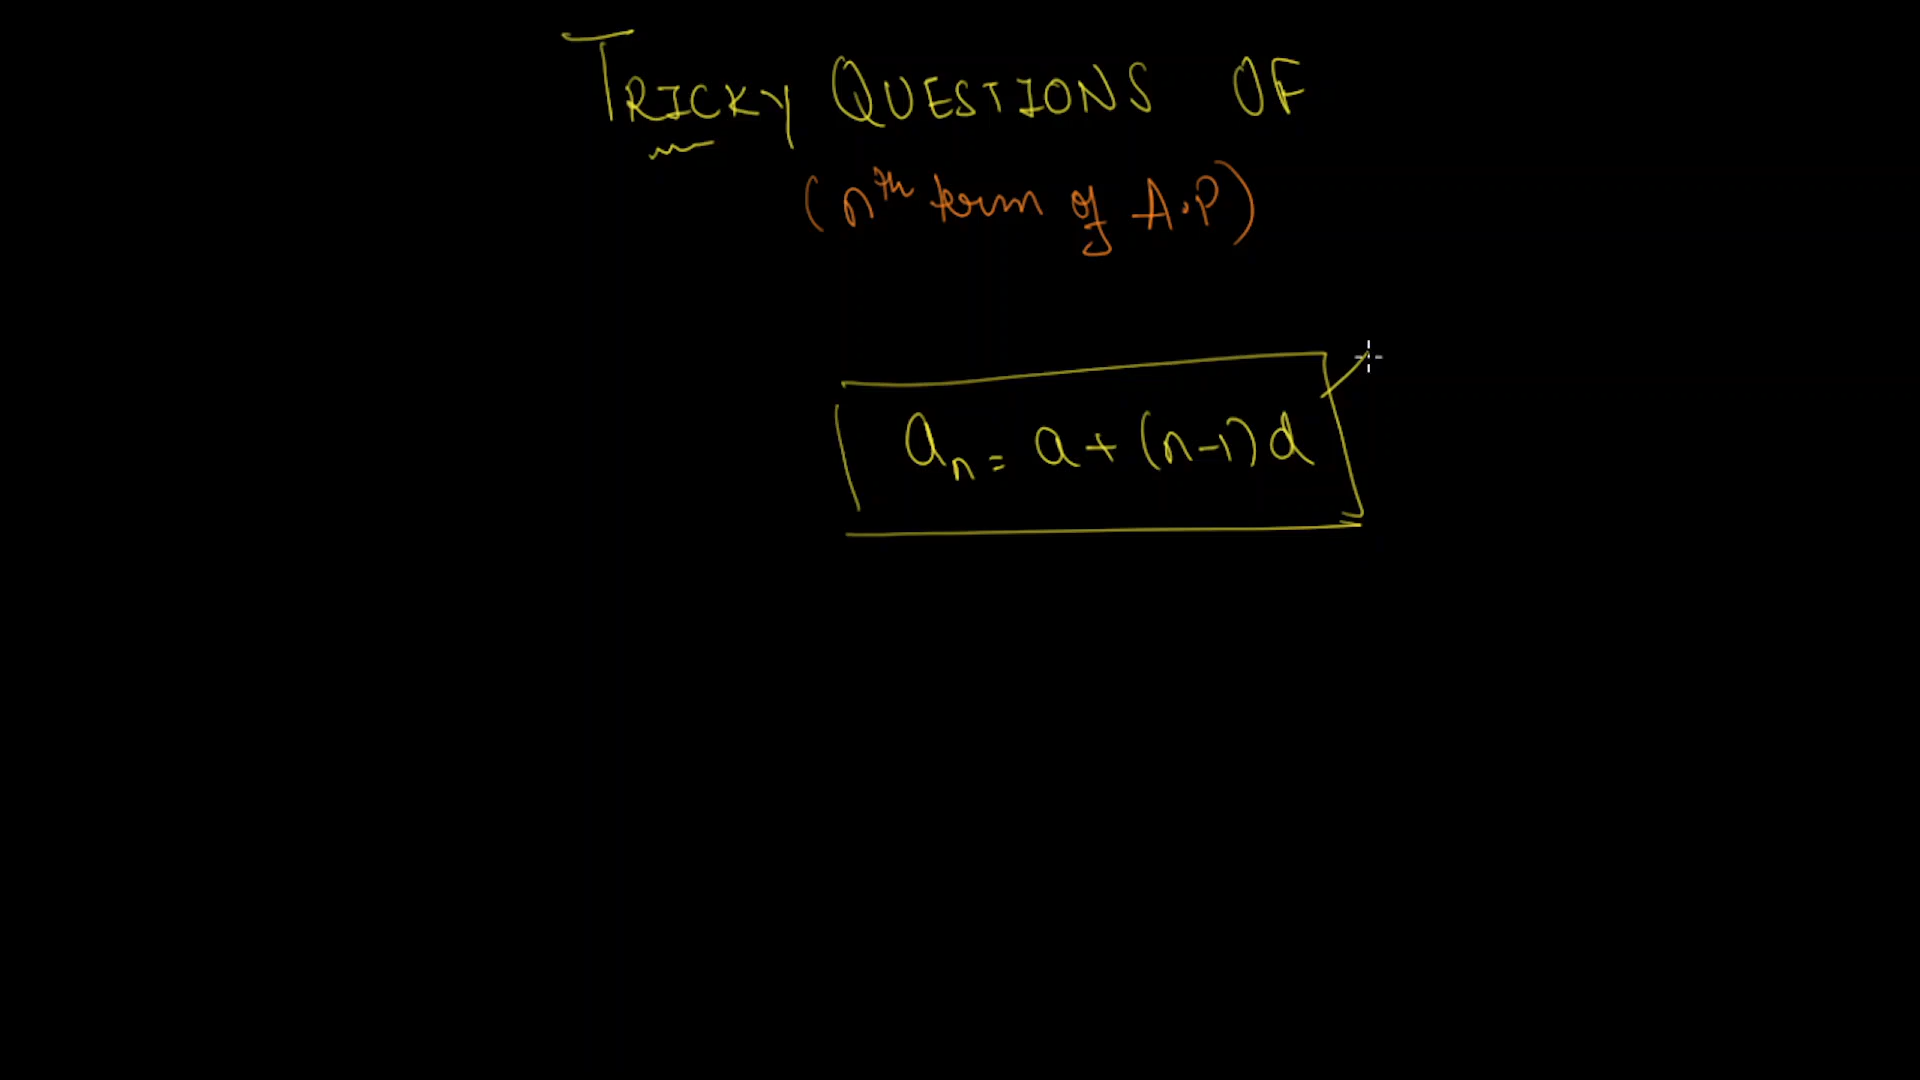 TRICKY QUESTIONS OF
(nᵗʰ term of A.P)
aₙ = a + (n-1)d